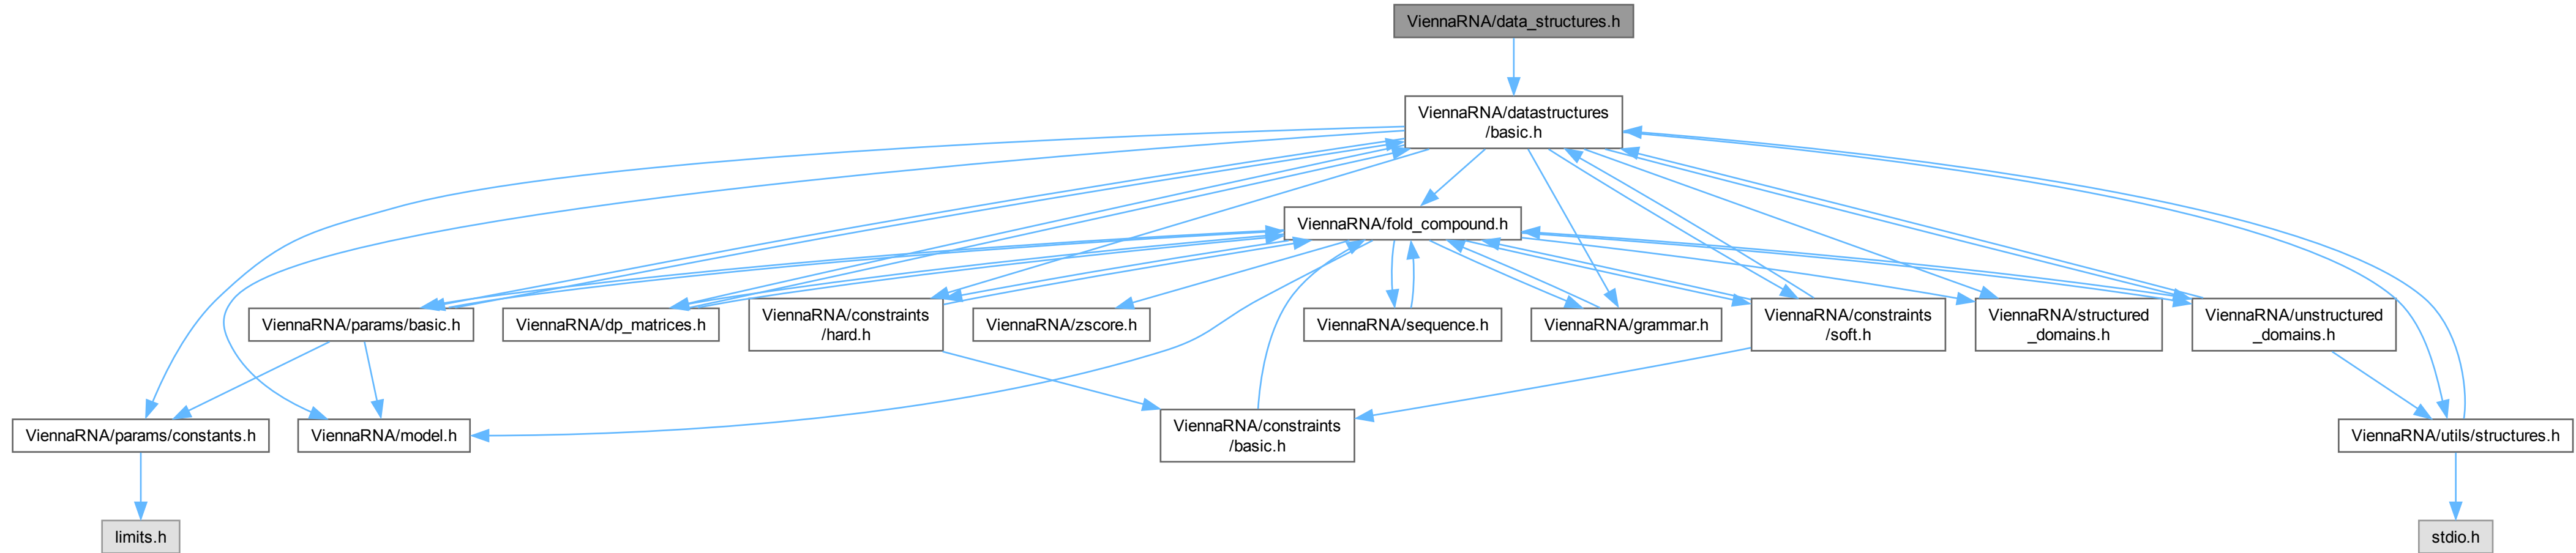 ViennaRNA/data_structures.h
ViennaRNA/datastructures
/basic.h
ViennaRNA/fold_compound.h
ViennaRNA/params/basic.h
ViennaRNA/dp_matrices.h
ViennaRNA/constraints
/hard.h
ViennaRNA/zscore.h
ViennaRNA/sequence.h
ViennaRNA/grammar.h
ViennaRNA/constraints
/soft.h
ViennaRNA/structured
_domains.h
ViennaRNA/unstructured
_domains.h
ViennaRNA/params/constants.h
ViennaRNA/model.h
ViennaRNA/constraints
/basic.h
ViennaRNA/utils/structures.h
limits.h
stdio.h